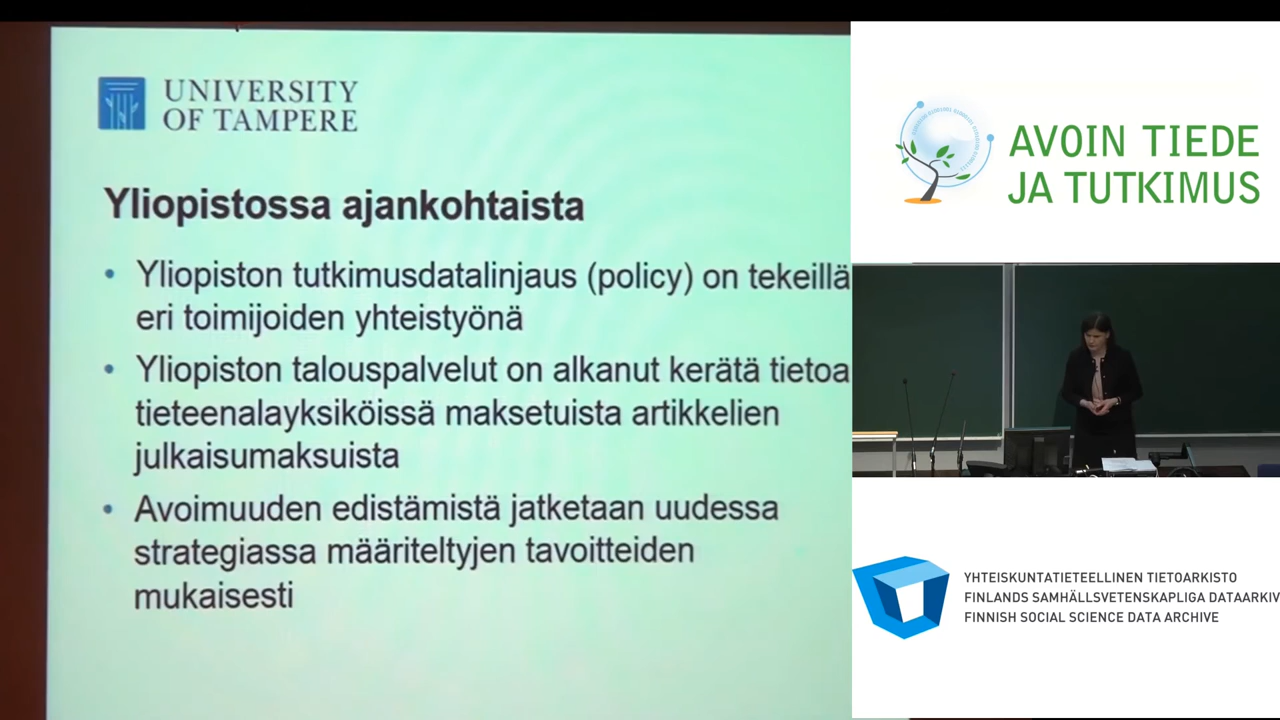 UNIVERSITY
OF TAMPERE
Yliopistossa ajankohtaista
• Yliopiston tutkimusdatalinjaus (policy) on tekeillä
eri toimijoiden yhteistyönä
• Yliopiston talouspalvelut on alkanut kerätä tietoa
tieteenalayksiköissä maksetuista artikkelien
julkaisumaksuista
• Avoimuuden edistämistä jatketaan uudessa
strategiassa määriteltyjen tavoitteiden
mukaisesti
AVOIN TIEDE
JA TUTKIMUS
YHTEISKUNTATIETEELLINEN TIETOARKISTO
FINLANDS SAMHÄLLSVETENSKAPLIGA DATAARKIV
FINNISH SOCIAL SCIENCE DATA ARCHIVE